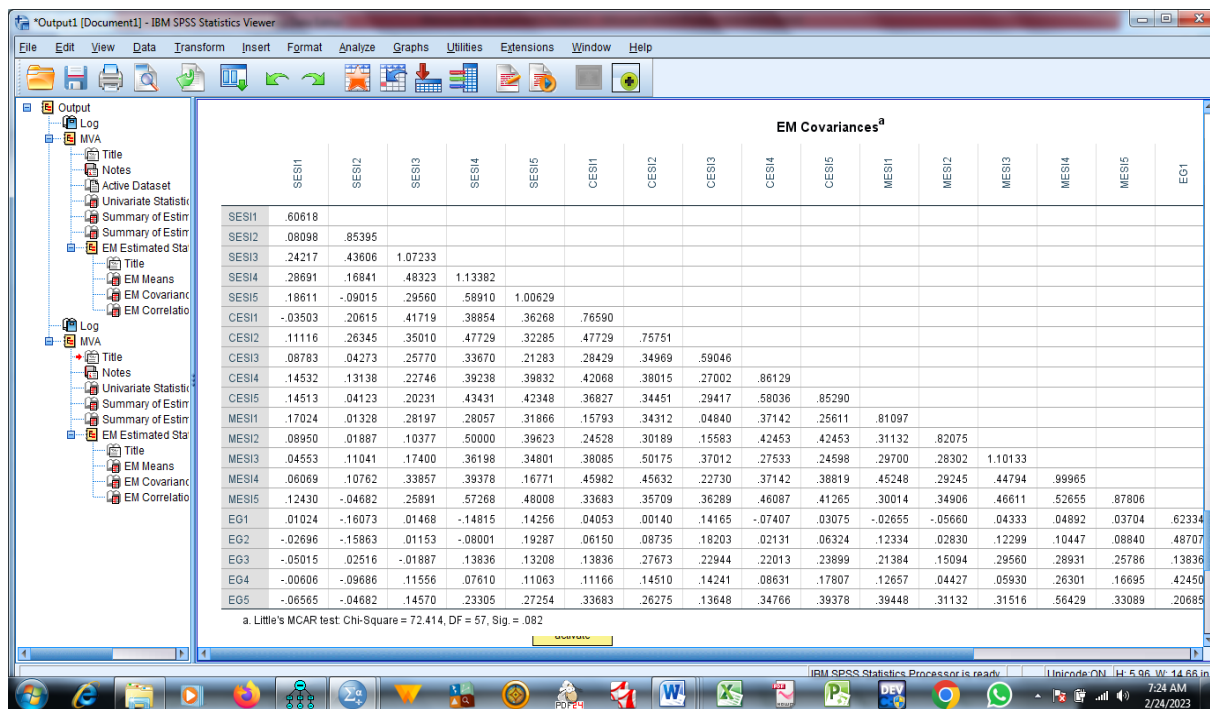 *Output1 [Document1] - IBM SPSS Statistics Viewer
File Edit View Data Transform Insert Format Analyze Graphs Utilities Extensions Window Help
Output
Log
MVA
Title
Notes
Active Dataset
Univariate Statistic
Summary of Estim
Summary of Estim
EM Estimated Sta
Title
EM Means
EM Covarianc
EM Correlatio
Log
MVA
Title
Notes
Univariate Statistic
Summary of Estim
Summary of Estim
EM Estimated Sta
Title
EM Means
EM Covarianc
EM Correlatio
EM Covariances a
SESI1 SESI2 SESI3 SESI4 SESI5 CESI1 CESI2 CESI3 CESI4 CESI5 MESI1 MESI2 MESI3 MESI4 MESI5 EG1
SESI1 .60618
SESI2 .08098 .85395
SESI3 .24217 .43606 1.07233
SESI4 .28691 .16841 .48323 1.13382
SESI5 .18611 -.09015 .29560 .58910 1.00629
CESI1 -.03503 .20615 .41719 .38854 .36268 .76590
CESI2 .11116 .26345 .35010 .47729 .32285 .47729 .75751
CESI3 .08783 .04273 .25770 .33670 .21283 .28429 .34969 .59046
CESI4 .14532 .13138 .22746 .39238 .39832 .42068 .38015 .27002 .86129
CESI5 .14513 .04123 .20231 .43431 .42348 .36827 .34451 .29417 .58036 .85290
MESI1 .17024 .01328 .28197 .28057 .31866 .15793 .34312 .04840 .37142 .25611 .81097
MESI2 .08950 .01887 .10377 .50000 .39623 .24528 .30189 .15583 .42453 .42453 .31132 .82075
MESI3 .04553 .11041 .17400 .36198 .34801 .38085 .50175 .37012 .27533 .24598 .29700 .28302 1.10133
MESI4 .06069 .10762 .33857 .39378 .16771 .45982 .45632 .22730 .37142 .38819 .45248 .29245 .44794 .99965
MESI5 .12430 -.04682 .25891 .57268 .48008 .33683 .35709 .36289 .46087 .41265 .30014 .34906 .46611 .52655 .87806
EG1 .01024 -.16073 .01468 -.14815 .14256 .04053 .00140 .14165 -.07407 .03075 -.02655 -.05660 .04333 .04892 .03704 .62334
EG2 -.02696 -.15863 .01153 -.08001 .19287 .06150 .08735 .18203 .02131 .06324 .12334 .02830 .12299 .10447 .08840 .48707
EG3 -.05015 .02516 -.01887 .13836 .13208 .13836 .27673 .22944 .22013 .23899 .21384 .15094 .29560 .28931 .25786 .13836
EG4 -.00606 -.09686 .11556 .07610 .11063 .11166 .14510 .14241 .08631 .17807 .12657 .04427 .05930 .26301 .16695 .42450
EG5 -.06565 -.04682 .14570 .23305 .27254 .33683 .26275 .13648 .34766 .39378 .39448 .31132 .31516 .56429 .33089 .20685
a. Little's MCAR test: Chi-Square = 72.414, DF = 57, Sig. = .082
activate
IBM SPSS Statistics Processor is ready Unicode:ON H: 5.96, W: 14.66 in
PDF24 W DEV
7:24 AM
2/24/2023